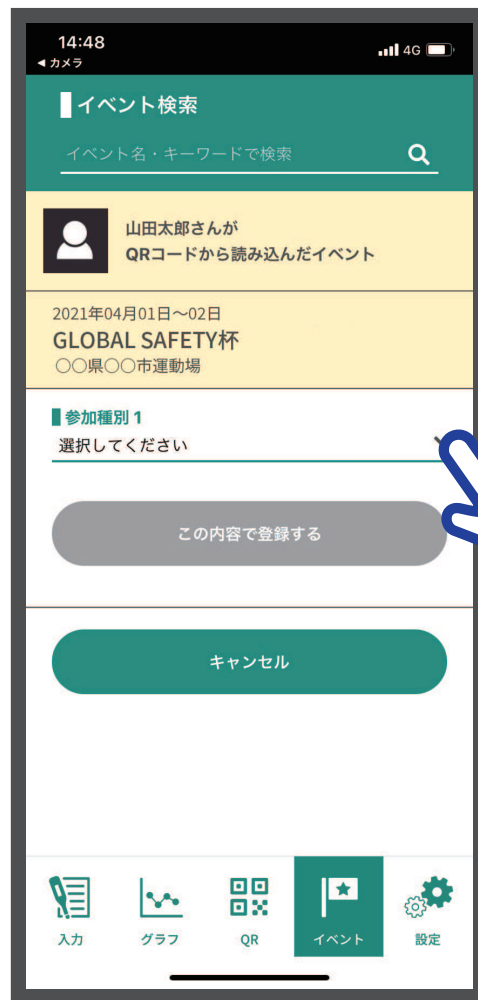 14:48
4G
◀ カメラ
イベント検索
イベント名・キーワードで検索
山田太郎さんが
QRコードから読み込んだイベント
2021年04月01日〜02日
GLOBAL SAFETY杯
〇〇県〇〇市運動場
参加種別 1
選択してください
この内容で登録する
キャンセル
入力
グラフ
QR
イベント
設定